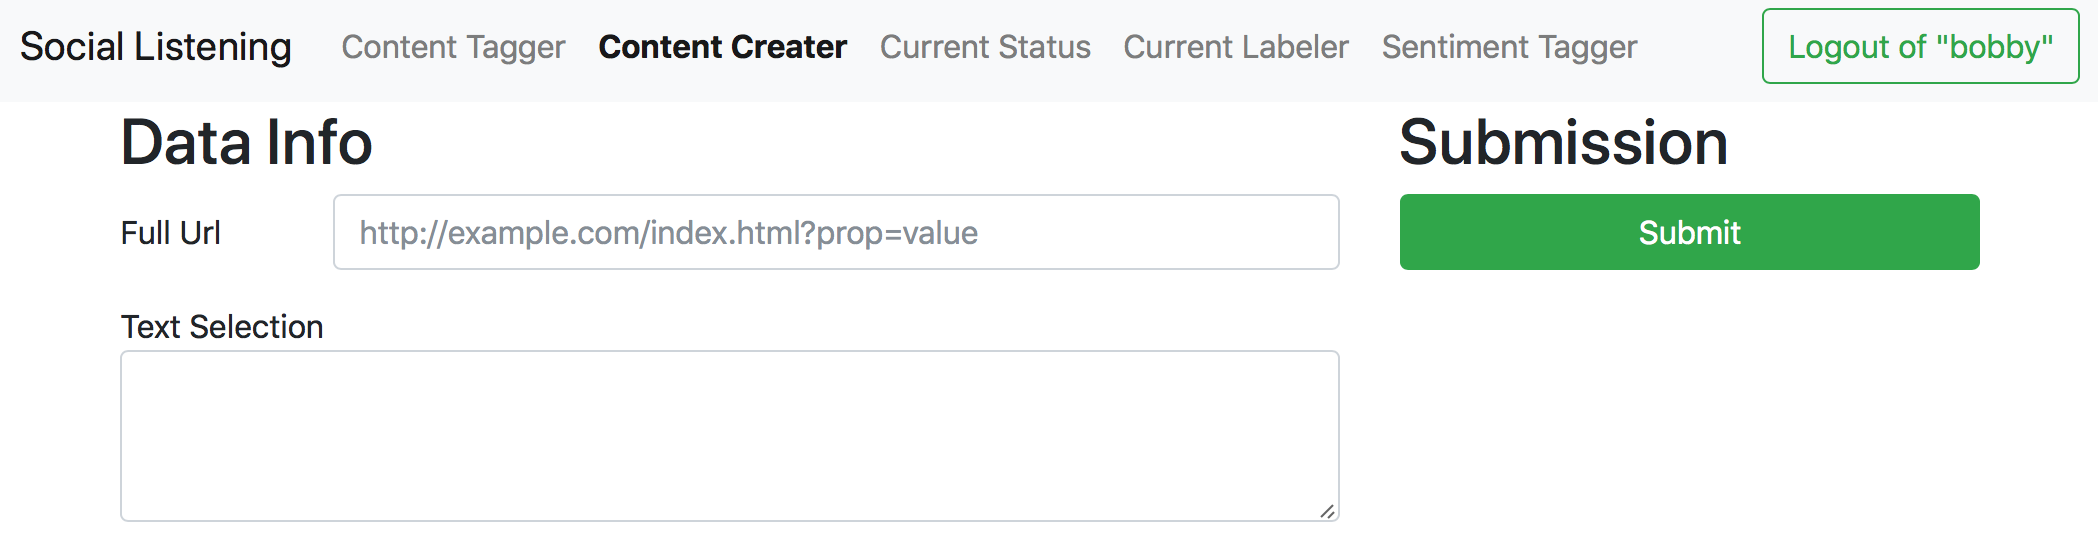 Social Listening Content Tagger Content Creater Current Status Current Labeler Sentiment Tagger Logout of "bobby"
Data Info
Submission
Full Url http://example.com/index.html?prop=value
Submit
Text Selection